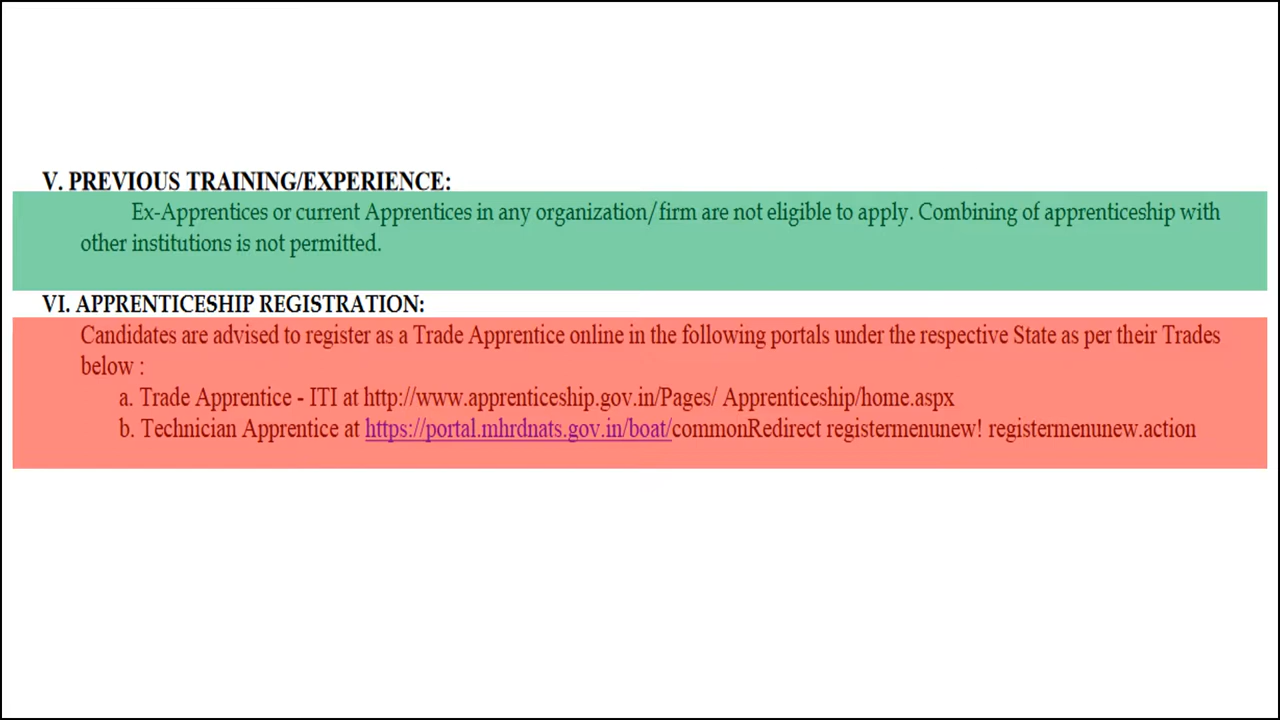 V. PREVIOUS TRAINING/EXPERIENCE:
Ex-Apprentices or current Apprentices in any organization/firm are not eligible to apply. Combining of apprenticeship with
other institutions is not permitted.
VI. APPRENTICESHIP REGISTRATION:
Candidates are advised to register as a Trade Apprentice online in the following portals under the respective State as per their Trades
below :
a. Trade Apprentice - ITI at http://www.apprenticeship.gov.in/Pages/ Apprenticeship/home.aspx
b. Technician Apprentice at https://portal.mhrdnats.gov.in/boat/commonRedirect registermenunew! registermenunew.action